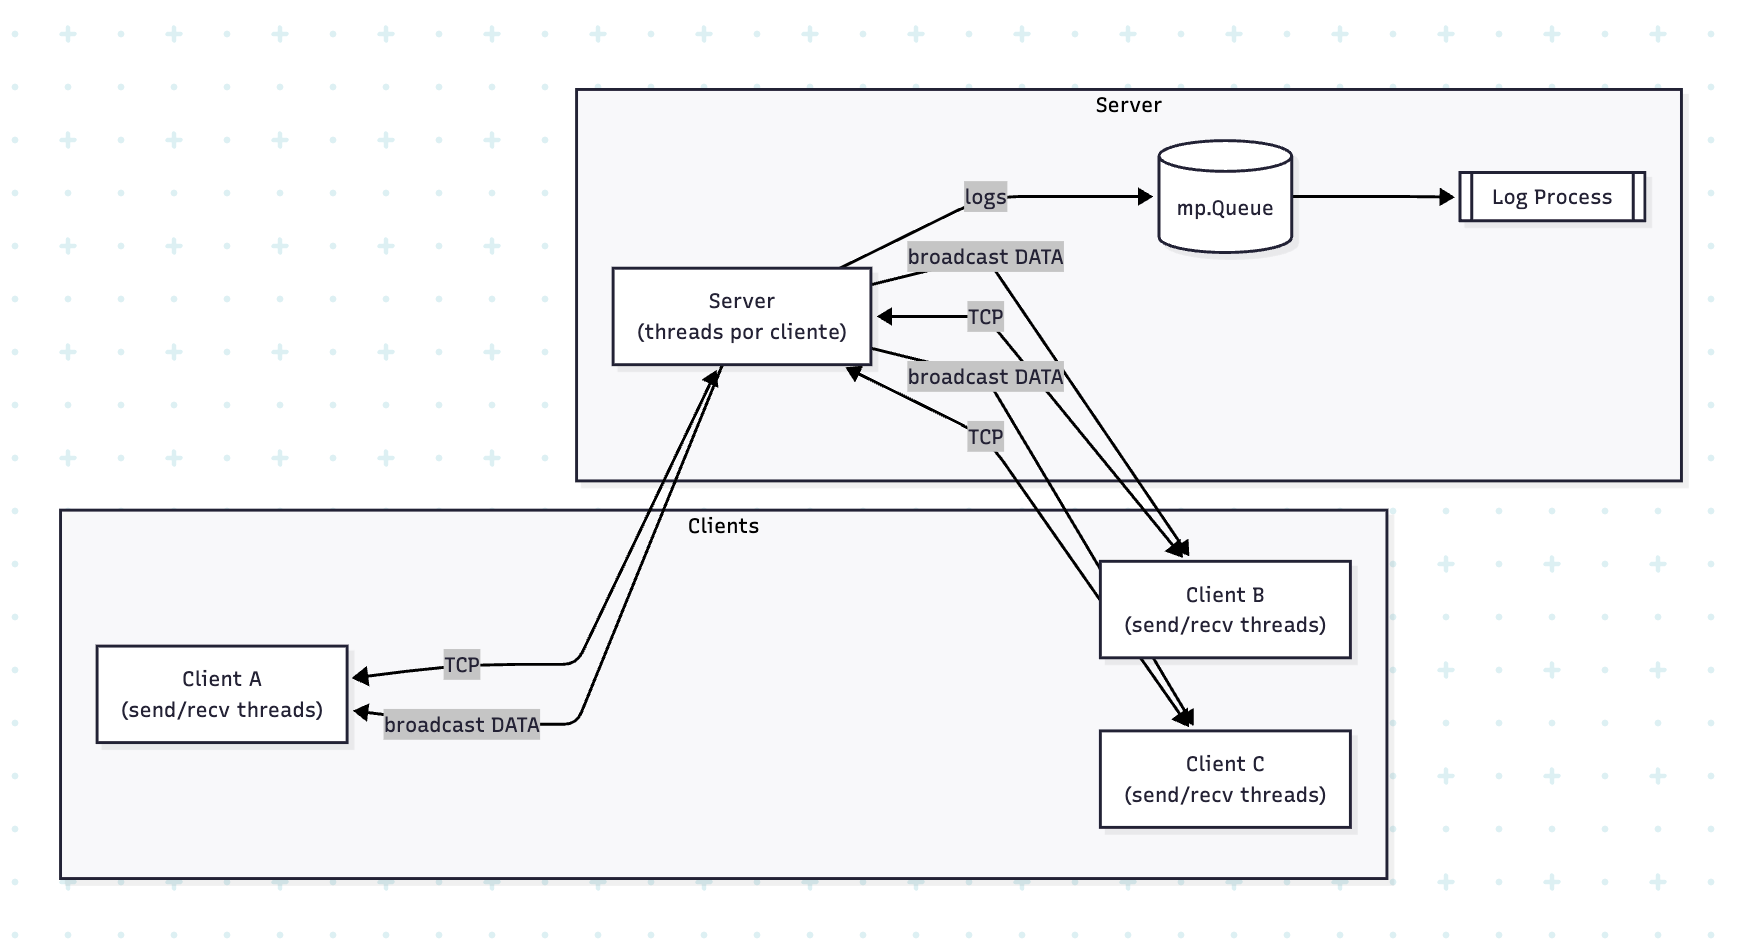 Server
logs
mp.Queue
Log Process
broadcast DATA
Server
(threads por cliente)
TCP
broadcast DATA
TCP
Clients
Client B
(send/recv threads)
TCP
Client A
(send/recv threads)
broadcast DATA
Client C
(send/recv threads)